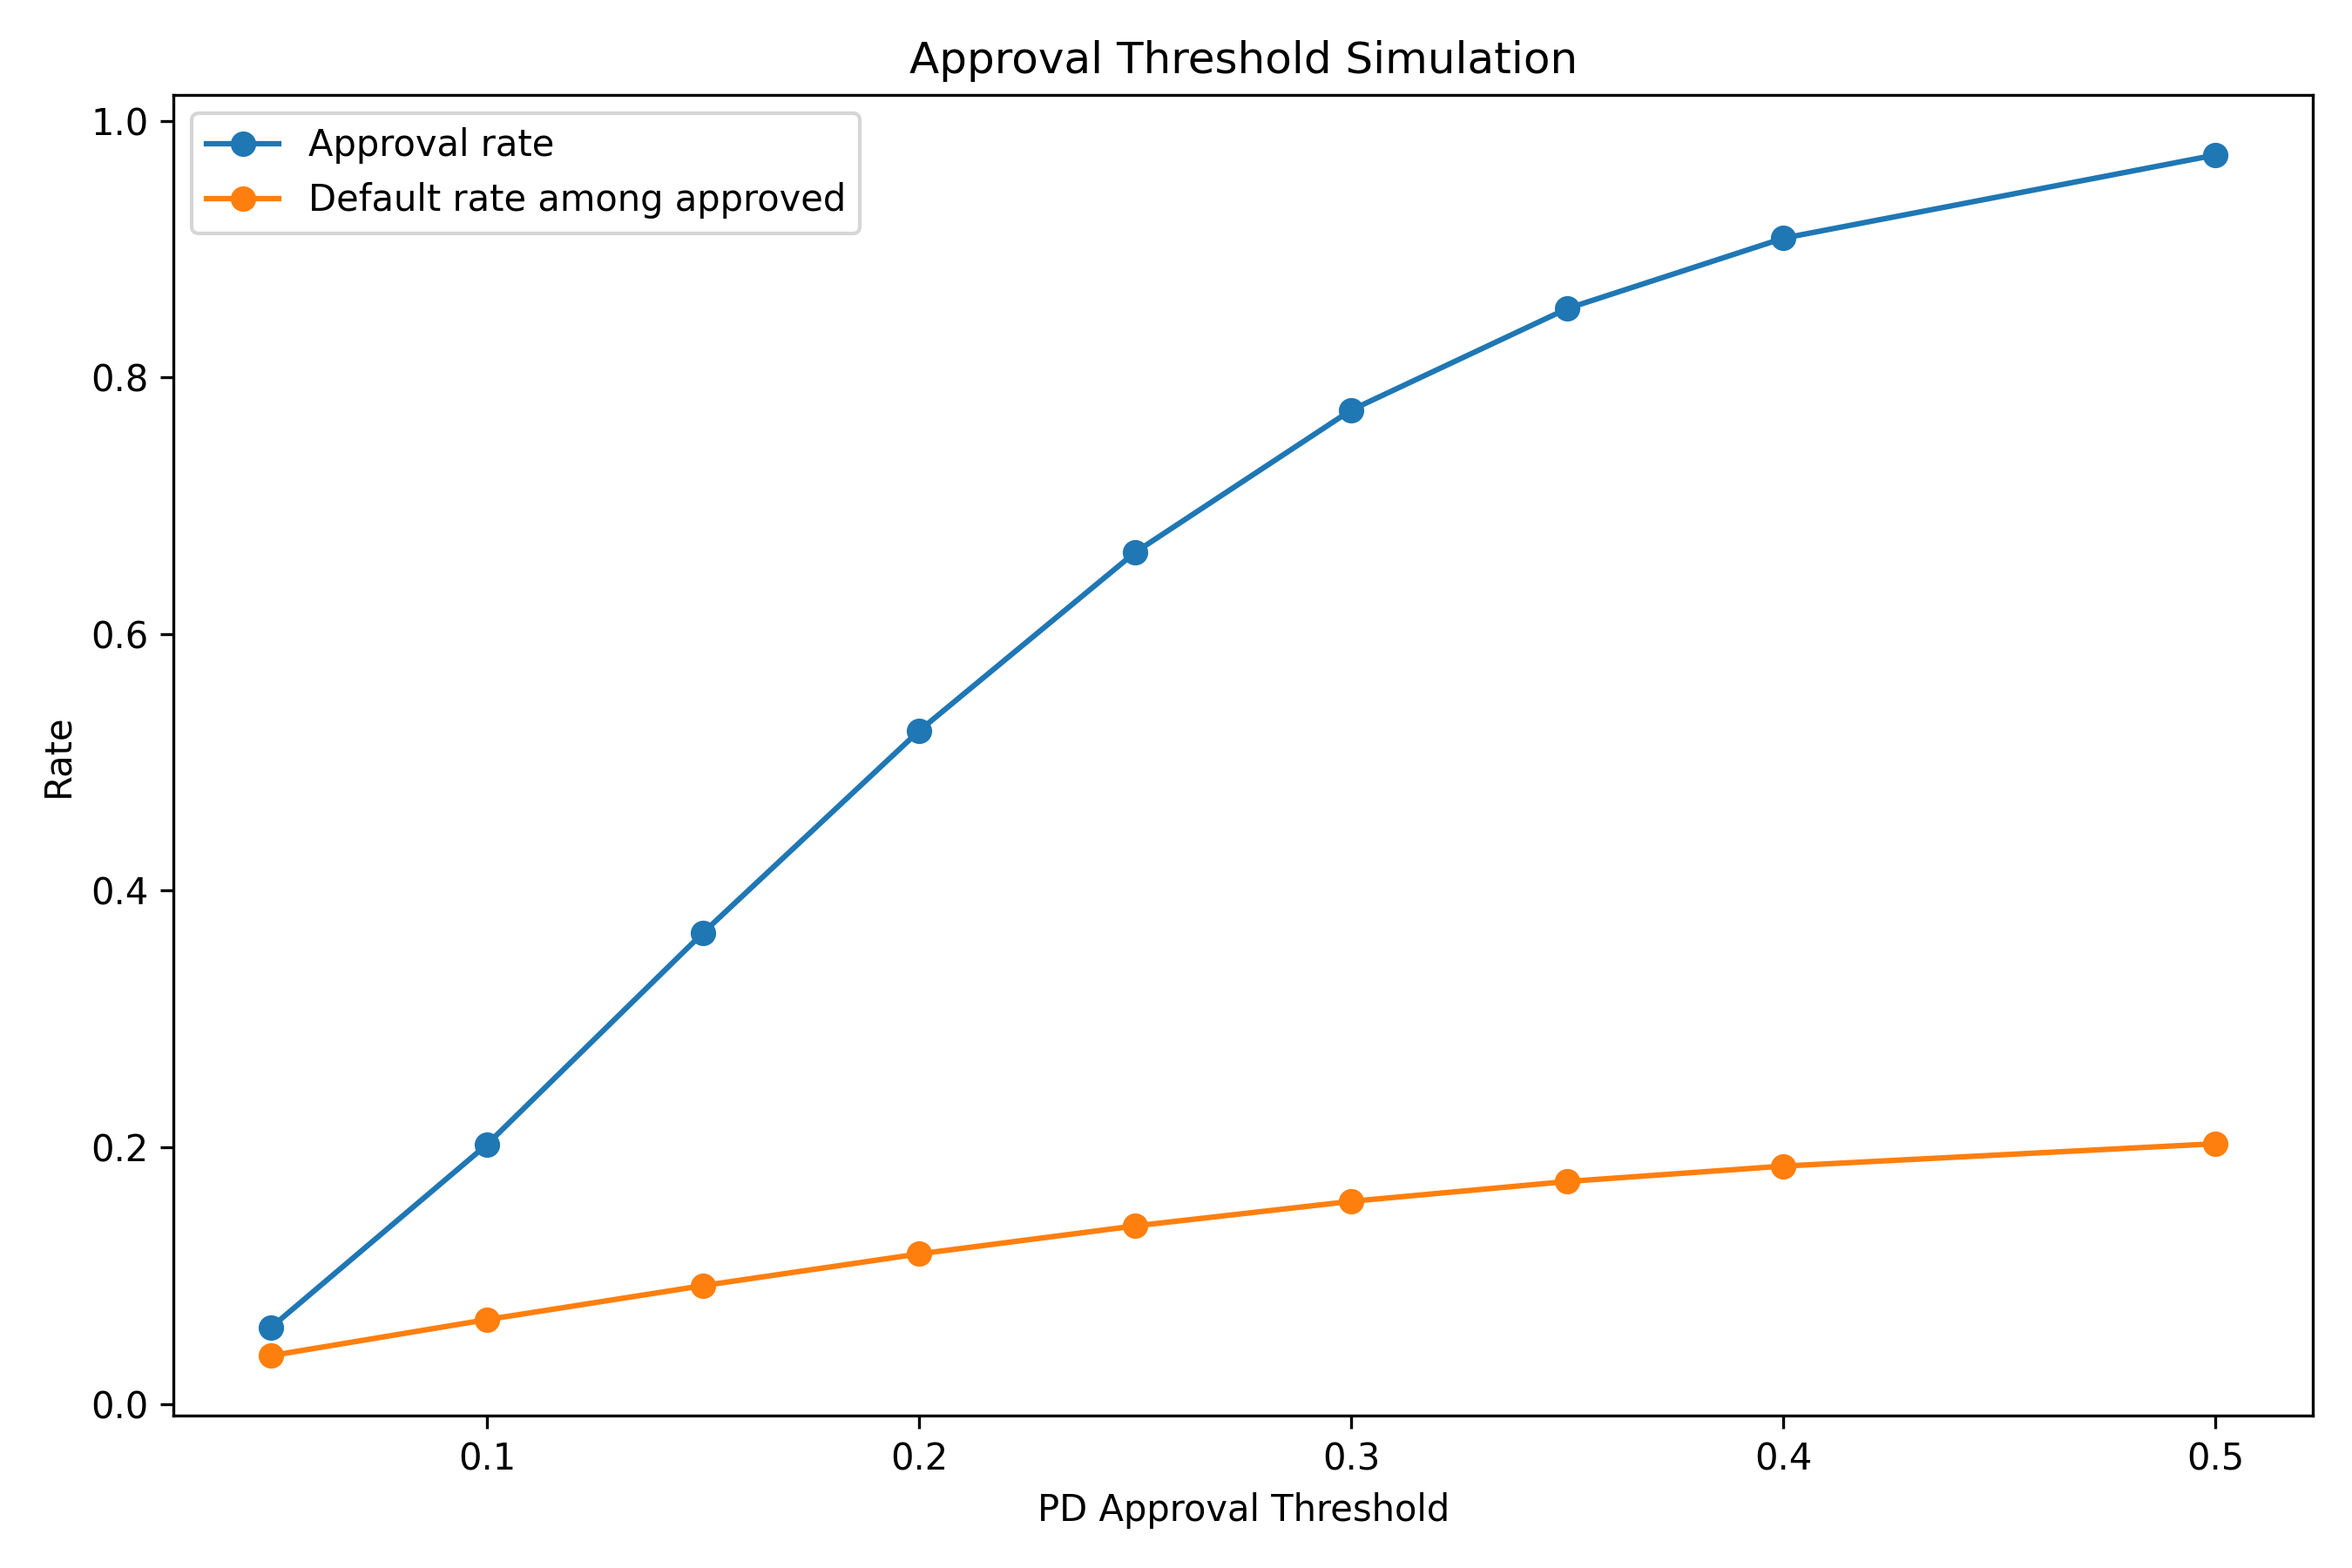 Approval Threshold Simulation
Approval rate
Default rate among approved
1.0
0.8
0.6
0.4
0.2
0.0
Rate
0.1
0.2
0.3
0.4
0.5
PD Approval Threshold